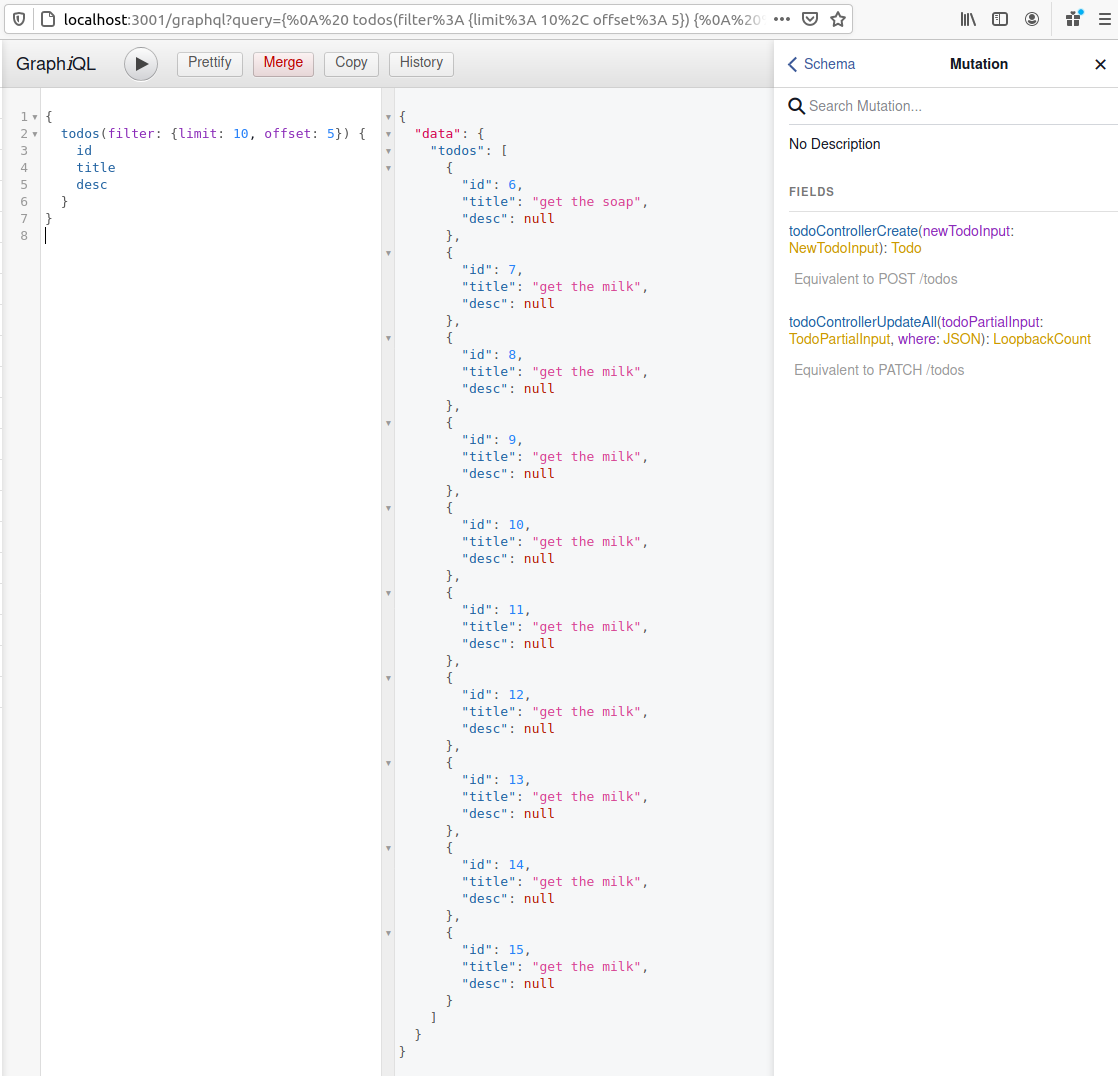 localhost:3001/graphql?query={%0A%20 todos(filter%3A {limit%3A 10%2C offset%3A 5}) {%0A%20
GraphiQL
Prettify
Merge
Copy
History
1 {
2 todos(filter: {limit: 10, offset: 5}) {
3 id
4 title
5 desc
6 }
7 }
8
{
"data": {
"todos": [
{
"id": 6,
"title": "get the soap",
"desc": null
},
{
"id": 7,
"title": "get the milk",
"desc": null
},
{
"id": 8,
"title": "get the milk",
"desc": null
},
{
"id": 9,
"title": "get the milk",
"desc": null
},
{
"id": 10,
"title": "get the milk",
"desc": null
},
{
"id": 11,
"title": "get the milk",
"desc": null
},
{
"id": 12,
"title": "get the milk",
"desc": null
},
{
"id": 13,
"title": "get the milk",
"desc": null
},
{
"id": 14,
"title": "get the milk",
"desc": null
},
{
"id": 15,
"title": "get the milk",
"desc": null
}
]
}
}
Schema
Mutation
Search Mutation...
No Description
FIELDS
todoControllerCreate(newTodoInput:
NewTodoInput): Todo
Equivalent to POST /todos
todoControllerUpdateAll(todoPartialInput:
TodoPartialInput, where: JSON): LoopbackCount
Equivalent to PATCH /todos